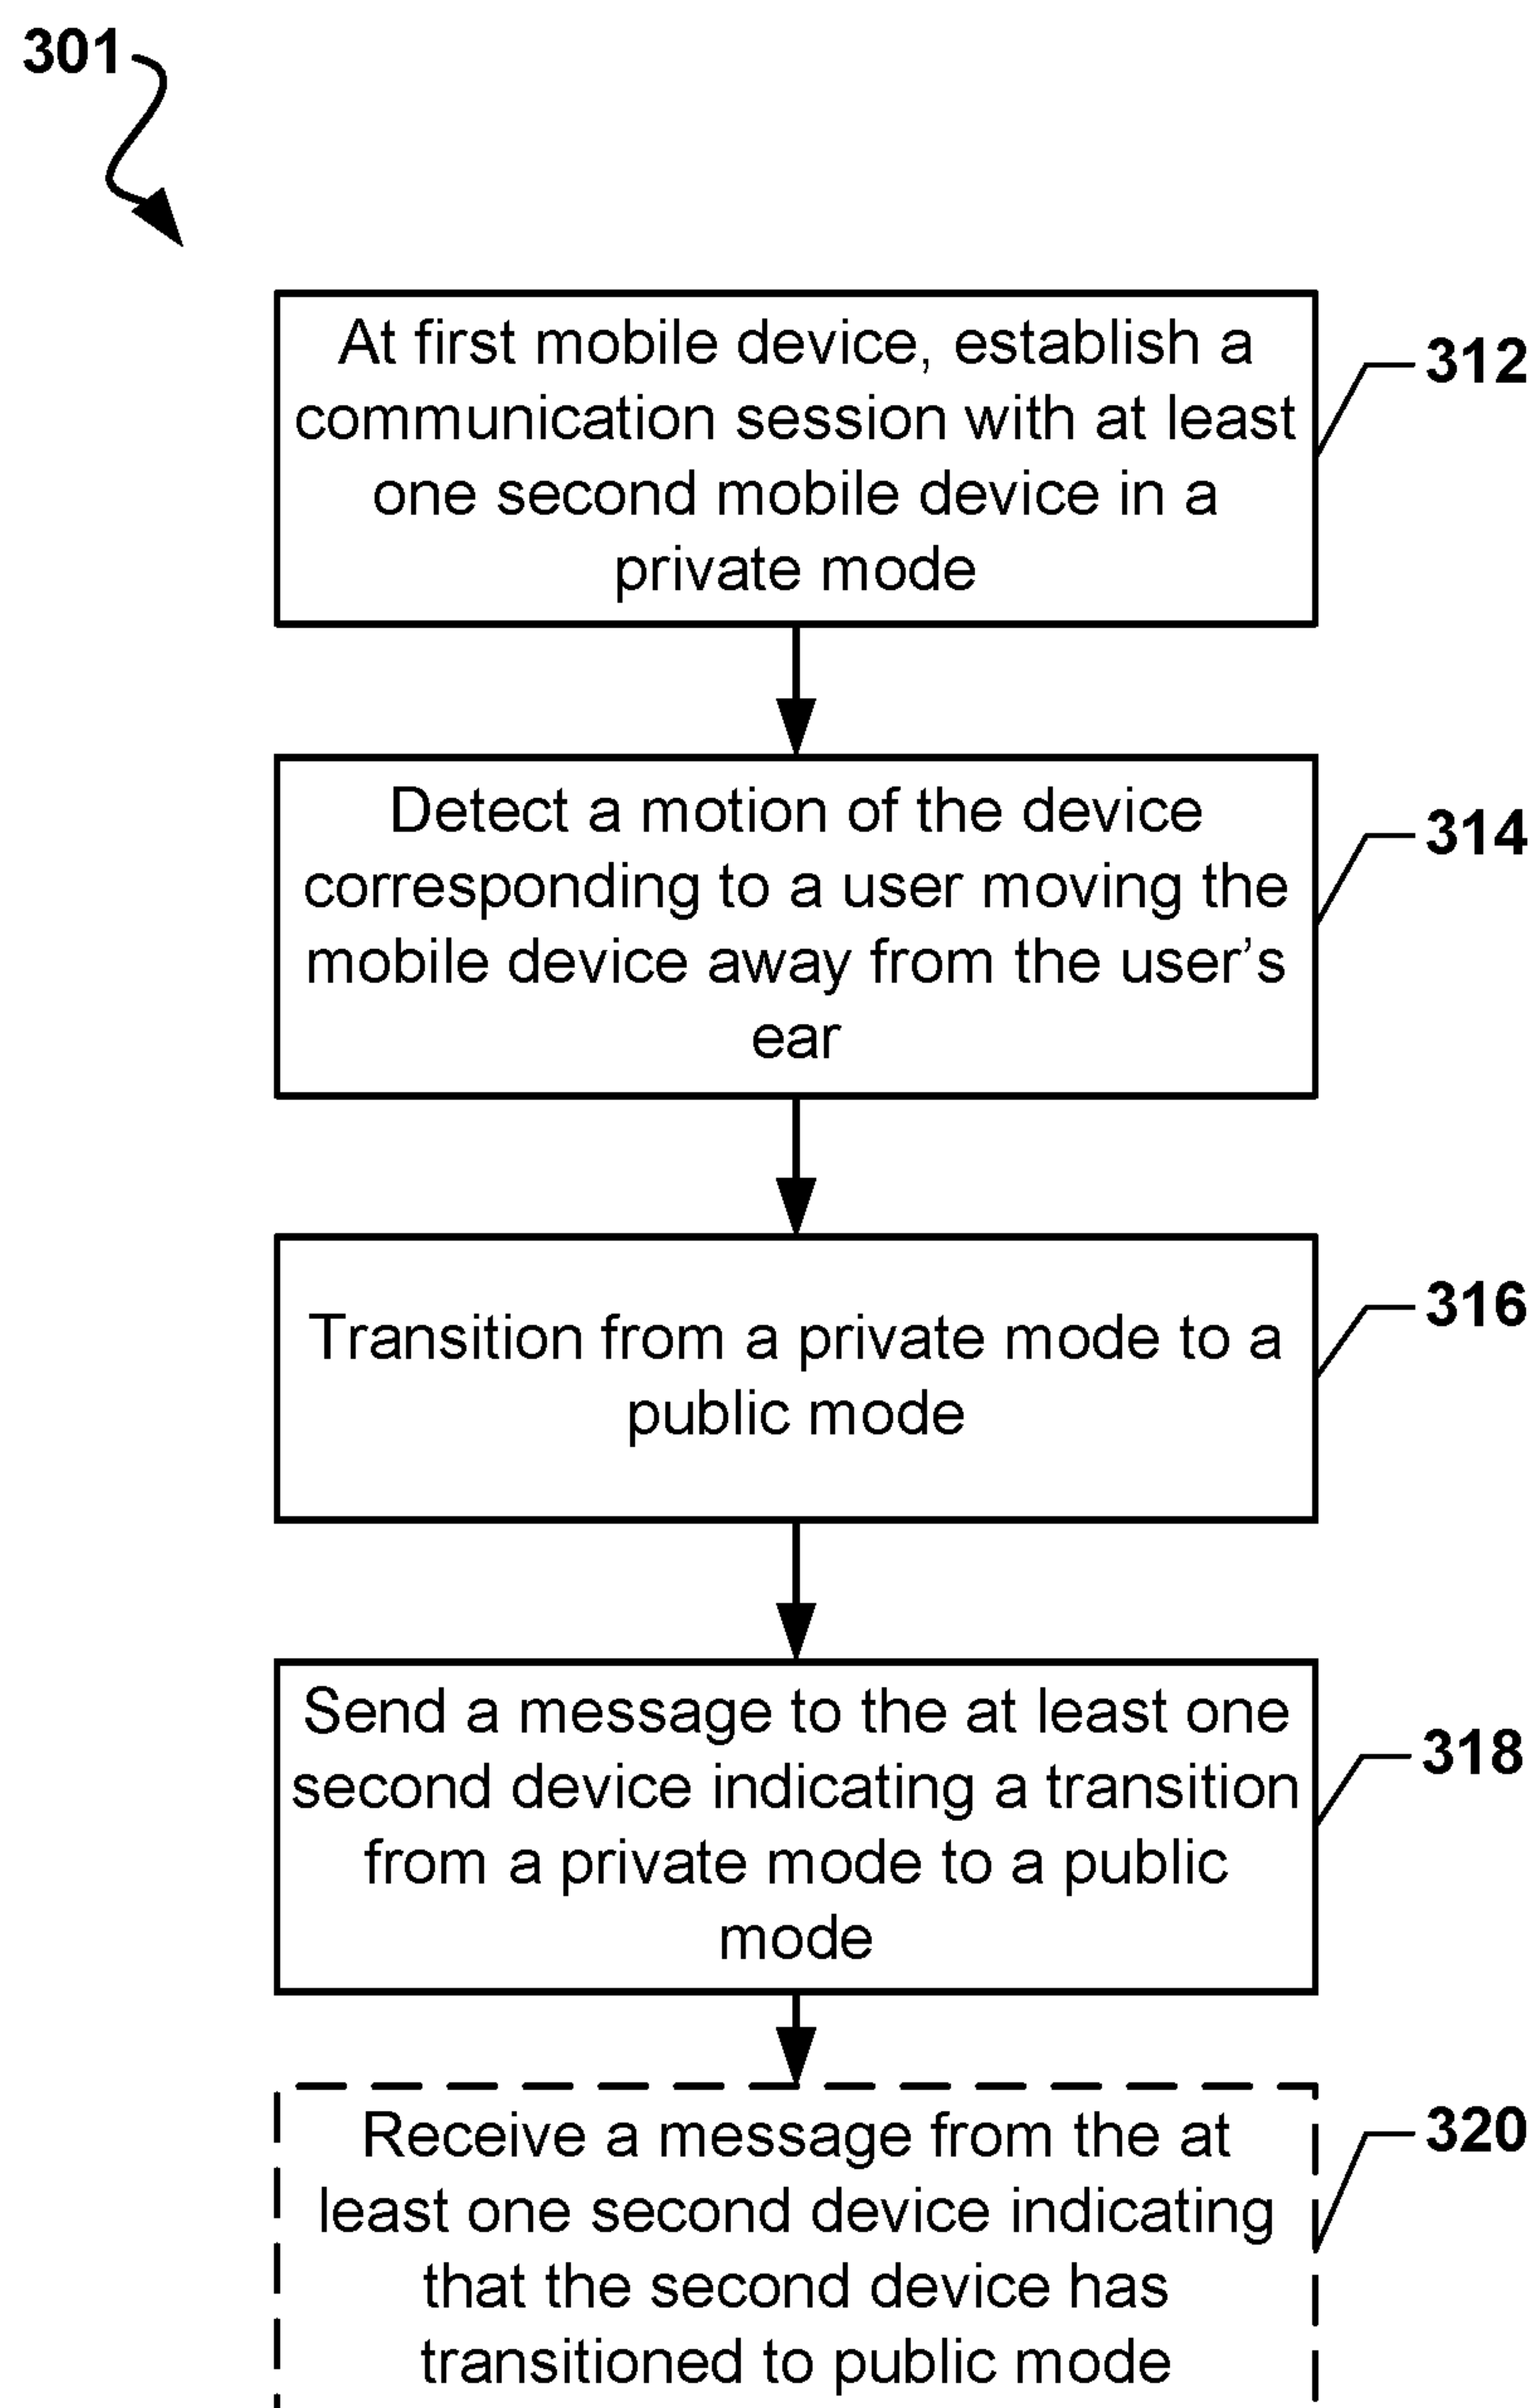 301
At first mobile device, establish a
communication session with at least
one second mobile device in a
private mode
312
Detect a motion of the device
corresponding to a user moving the
mobile device away from the user’s
ear
314
Transition from a private mode to a
public mode
316
Send a message to the at least one
second device indicating a transition
from a private mode to a public
mode
318
Receive a message from the at
least one second device indicating
that the second device has
transitioned to public mode
320